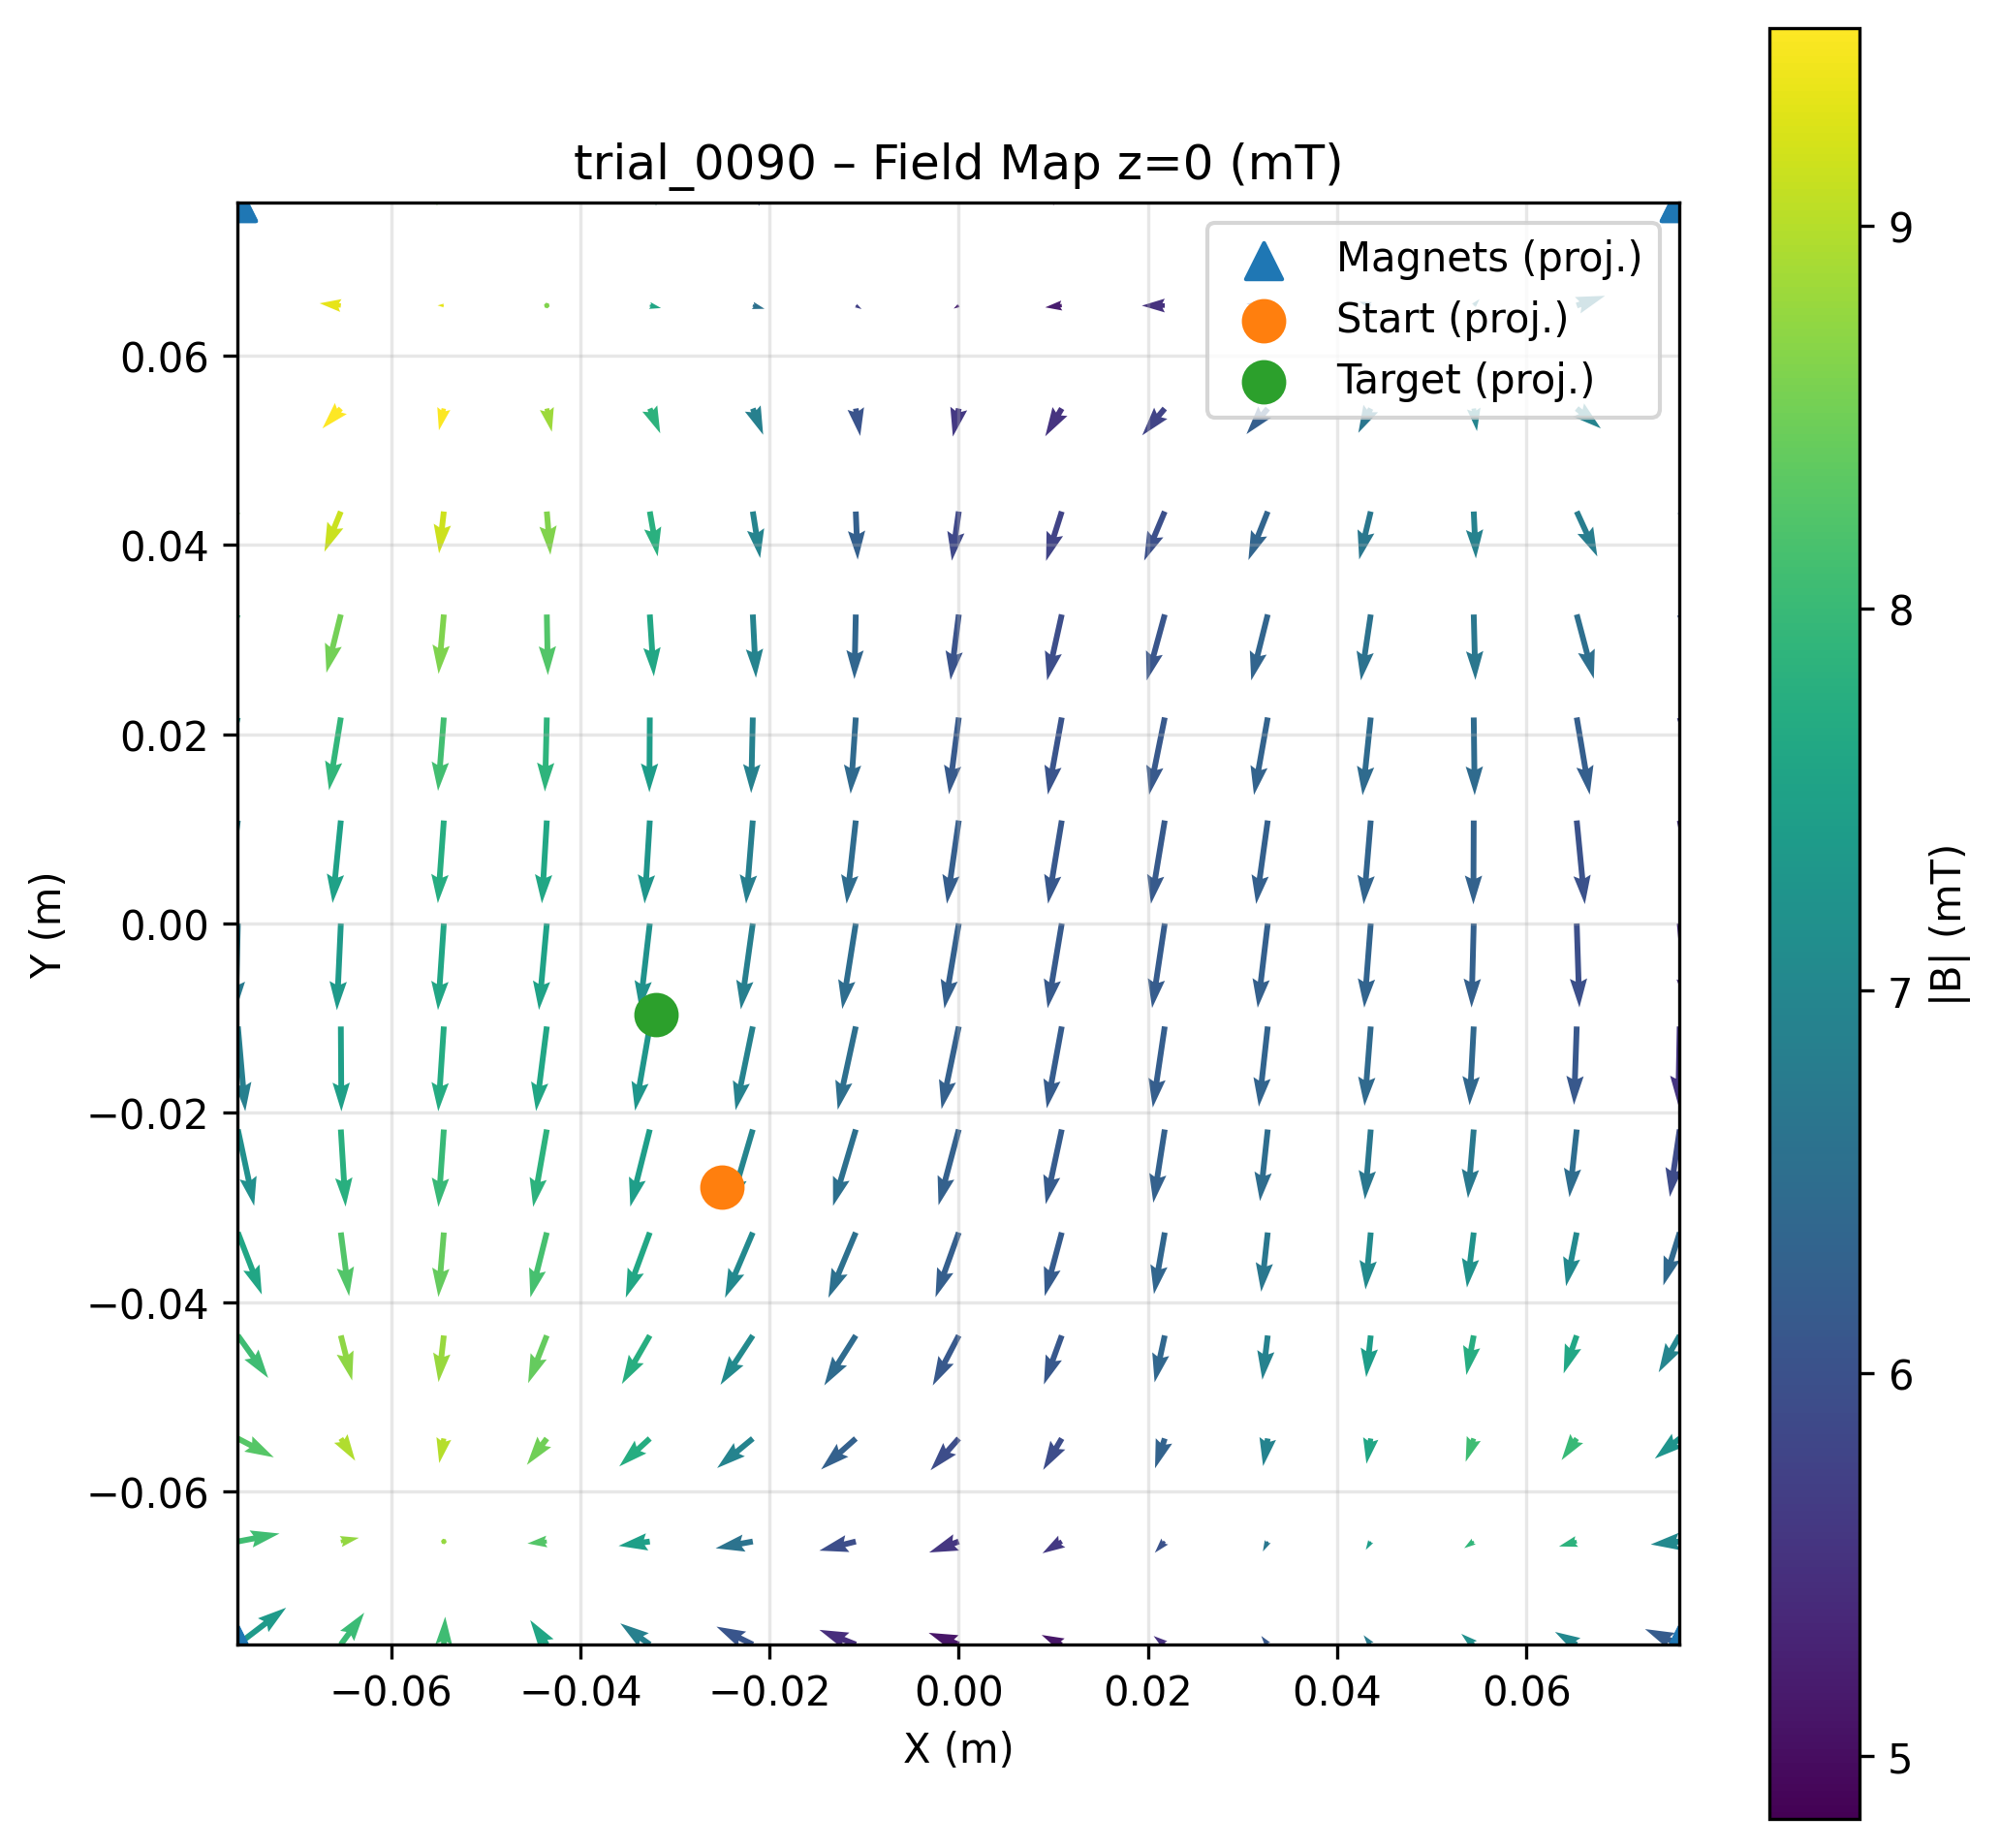 trial_0090 – Field Map z=0 (mT)
Magnets (proj.)
Start (proj.)
Target (proj.)
0.06
0.04
0.02
0.00
−0.02
−0.04
−0.06
Y (m)
−0.06 −0.04 −0.02 0.00 0.02 0.04 0.06
X (m)
9
8
7
6
5
|B| (mT)